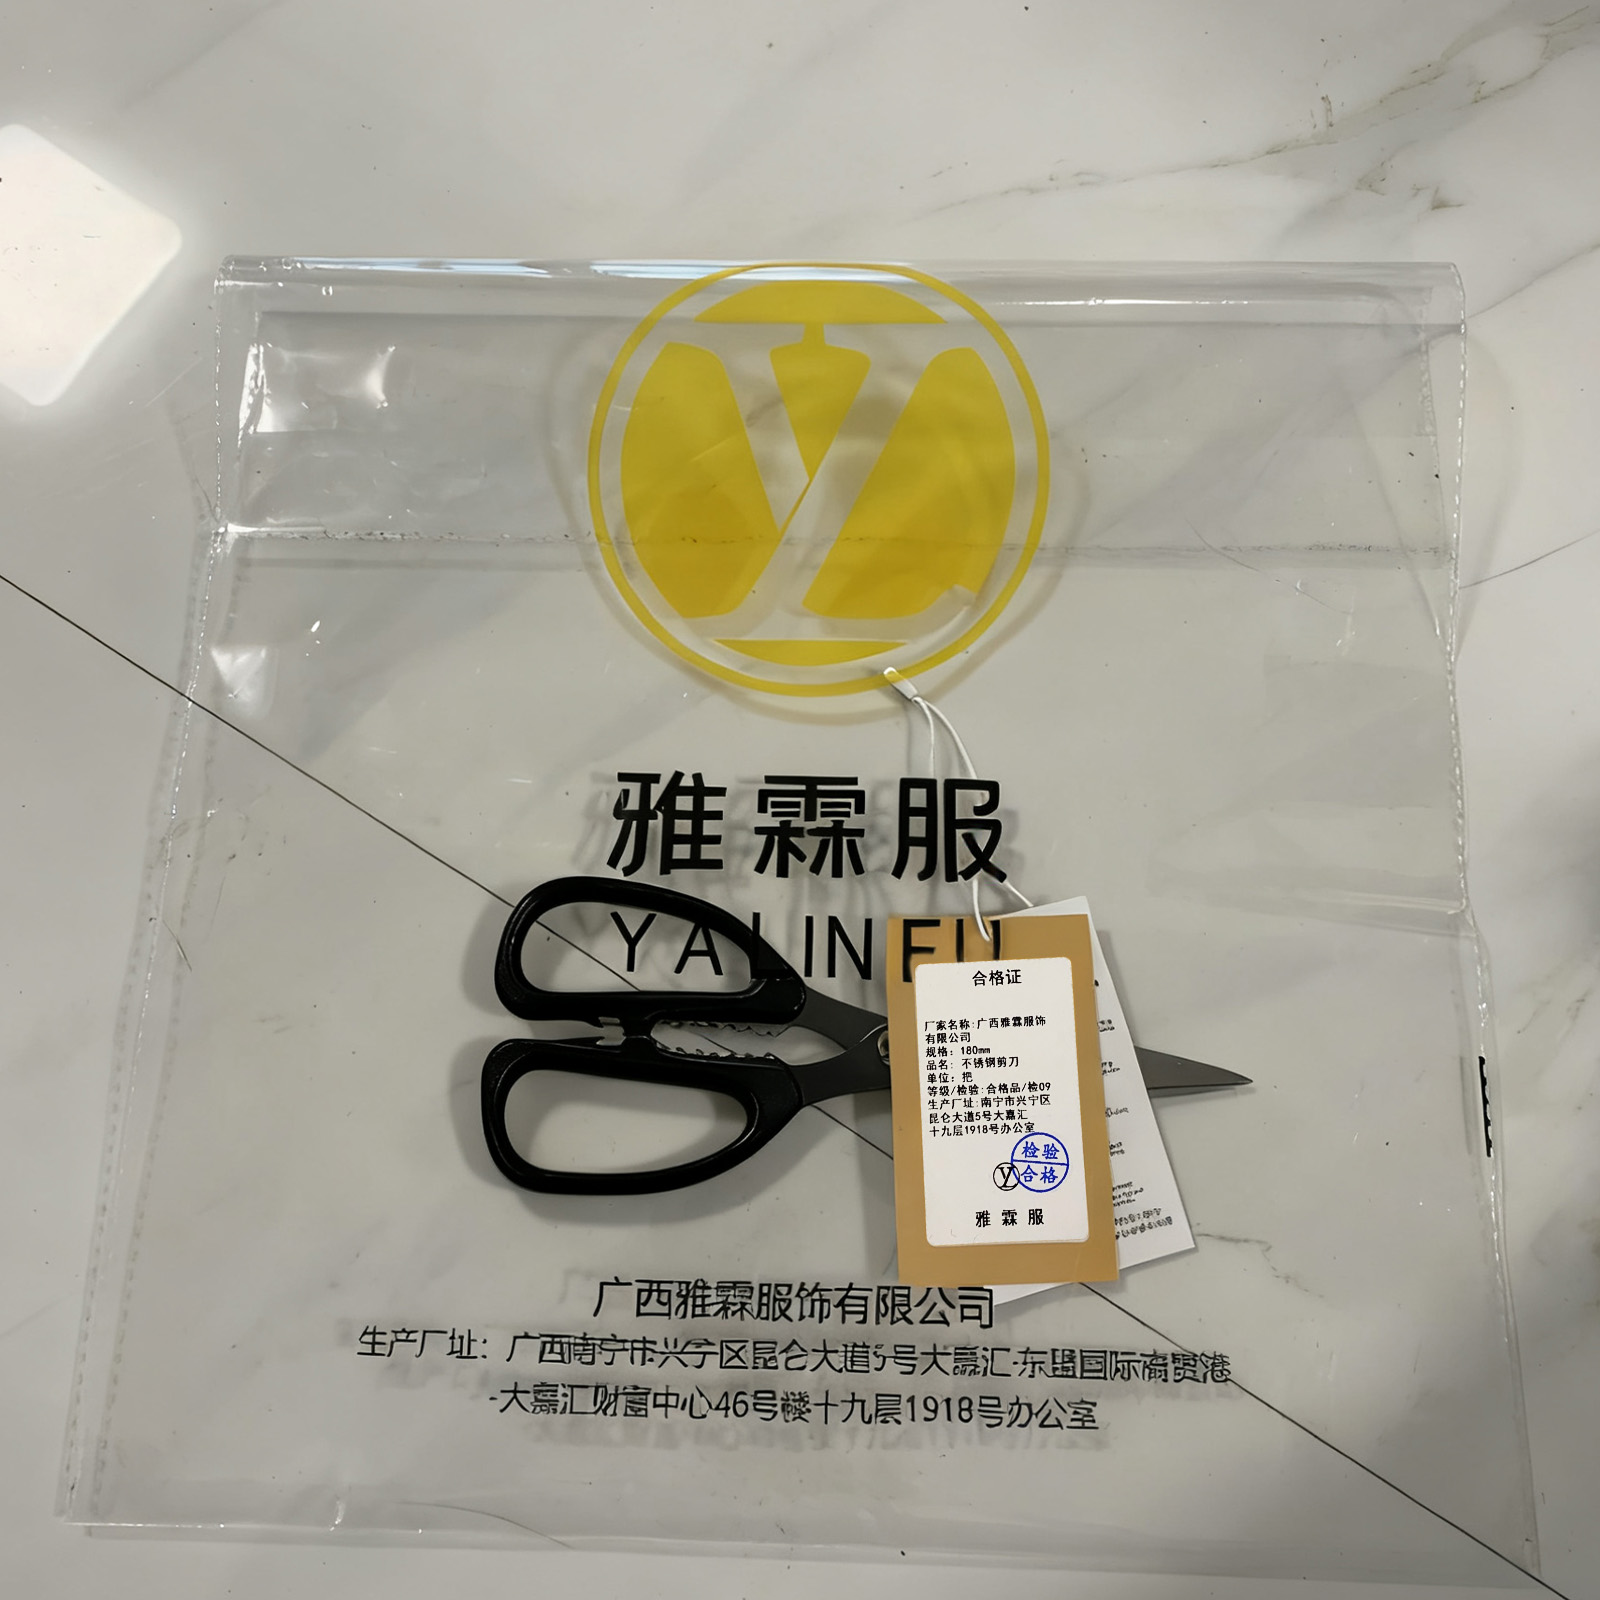 雅霖服
YALINFU
合格证
厂家名称:广西雅霖服饰
有限公司
规格：180mm
品名：不锈钢剪刀
单位：把
等级/检验:合格品/检09
生产厂址:南宁市兴宁区
昆仑大道5号大嘉汇
十九层1918号办公室
检验
合格
雅霖服
广西雅霖服饰有限公司
生产厂址：广西南宁市兴宁区昆仑大道5号大嘉汇·东盟国际商贸港
-大嘉汇财富中心46号楼十九层1918号办公室